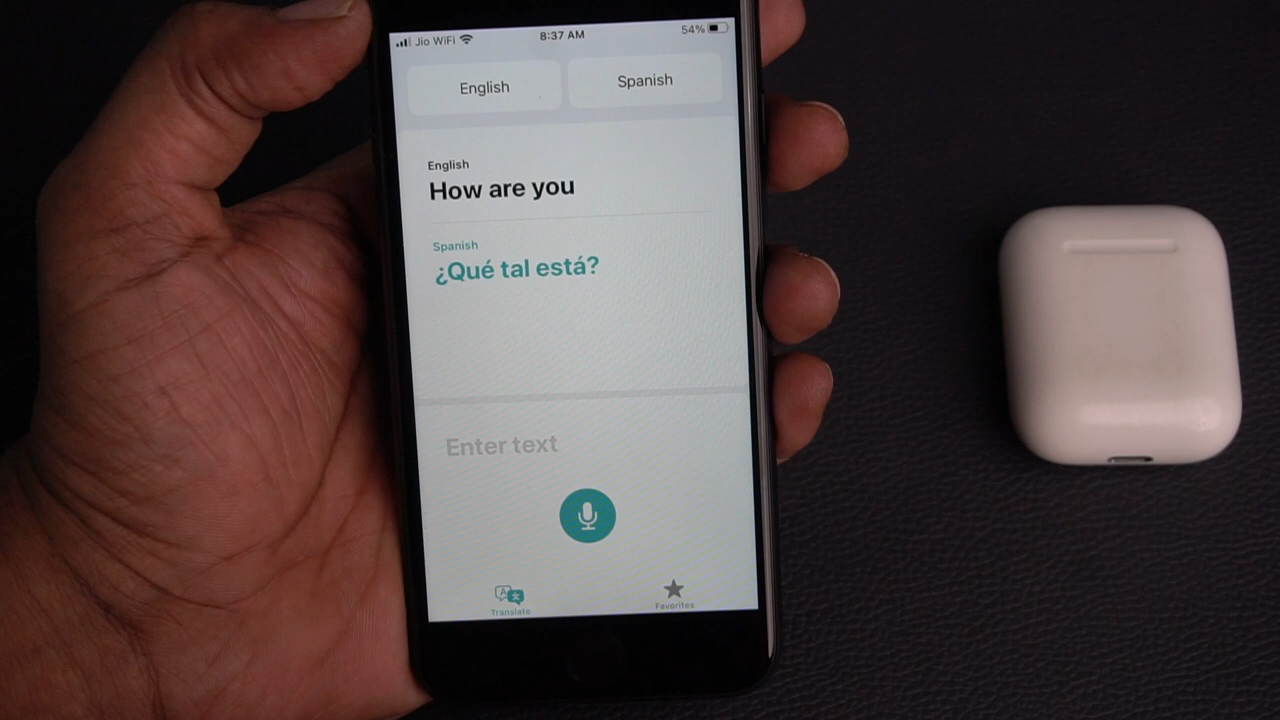 Jio WiFi 8:37 AM 54%
English Spanish
English
How are you
Spanish
¿Qué tal está?
Enter text
Translate Favorites